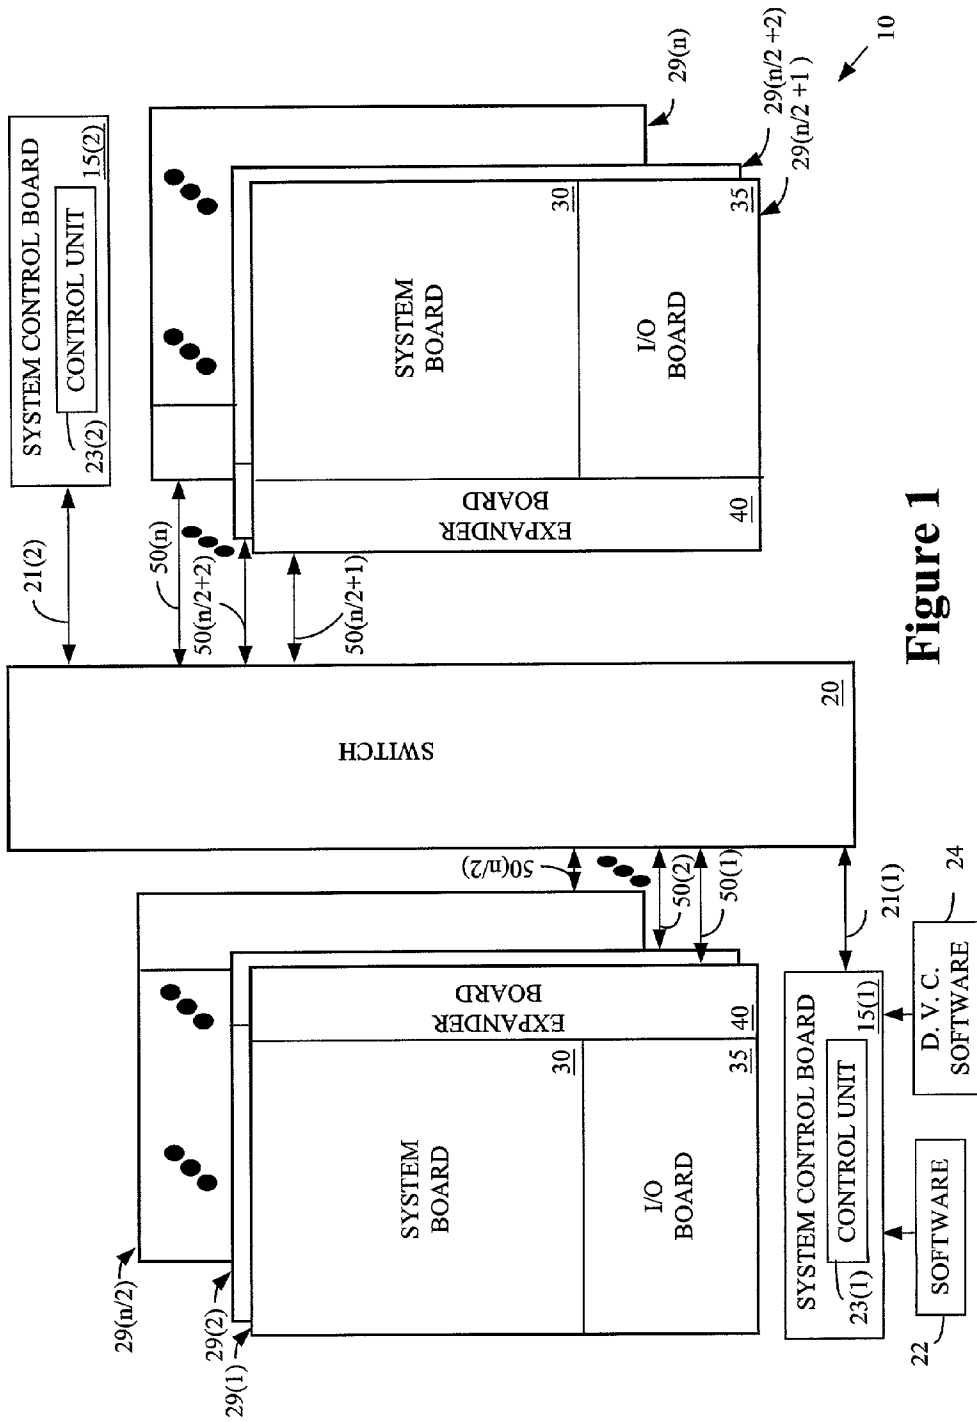 29(n/2)
29(2)
29(1)
SYSTEM
BOARD
30
I/O
BOARD
35
EXPANDER
BOARD
40
50(n/2)
50(2)
50(1)
SYSTEM CONTROL BOARD
15(1)
CONTROL UNIT
23(1)
21(1)
SOFTWARE
22
D. V. C.
SOFTWARE
24
SWITCH
20
21(2)
SYSTEM CONTROL BOARD
15(2)
CONTROL UNIT
23(2)
50(n)
50(n/2+2)
50(n/2+1)
EXPANDER
BOARD
40
SYSTEM
BOARD
30
I/O
BOARD
35
29(n)
29(n/2 +2)
29(n/2 +1)
10
Figure 1